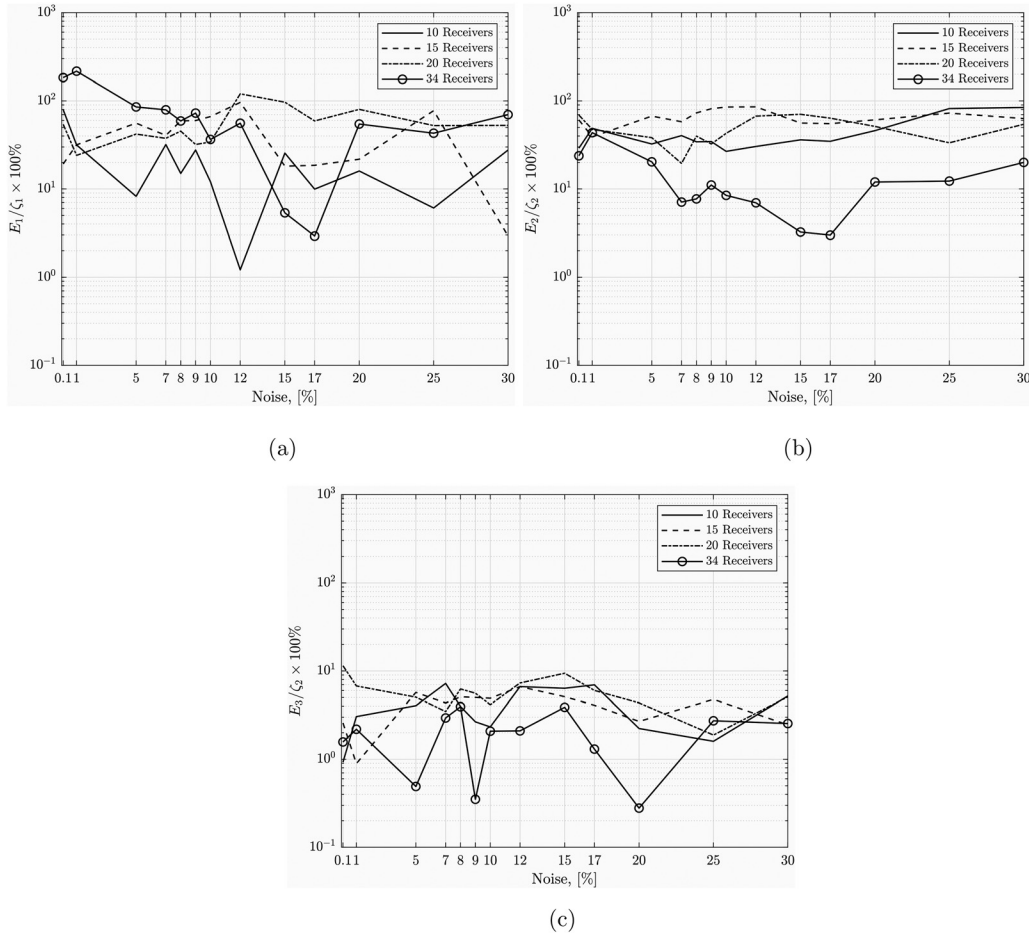 10³
10²
10¹
10⁰
10⁻¹
E₁/ζ₁ × 100%
10 Receivers
15 Receivers
20 Receivers
34 Receivers
0.1 1 5 7 8 9 10 12 15 17 20 25 30
Noise, [%]
(a)
10³
10²
10¹
10⁰
10⁻¹
E₂/ζ₂ × 100%
10 Receivers
15 Receivers
20 Receivers
34 Receivers
0.1 1 5 7 8 9 10 12 15 17 20 25 30
Noise, [%]
(b)
10³
10²
10¹
10⁰
10⁻¹
E₃/ζ₂ × 100%
10 Receivers
15 Receivers
20 Receivers
34 Receivers
0.1 1 5 7 8 9 10 12 15 17 20 25 30
Noise, [%]
(c)